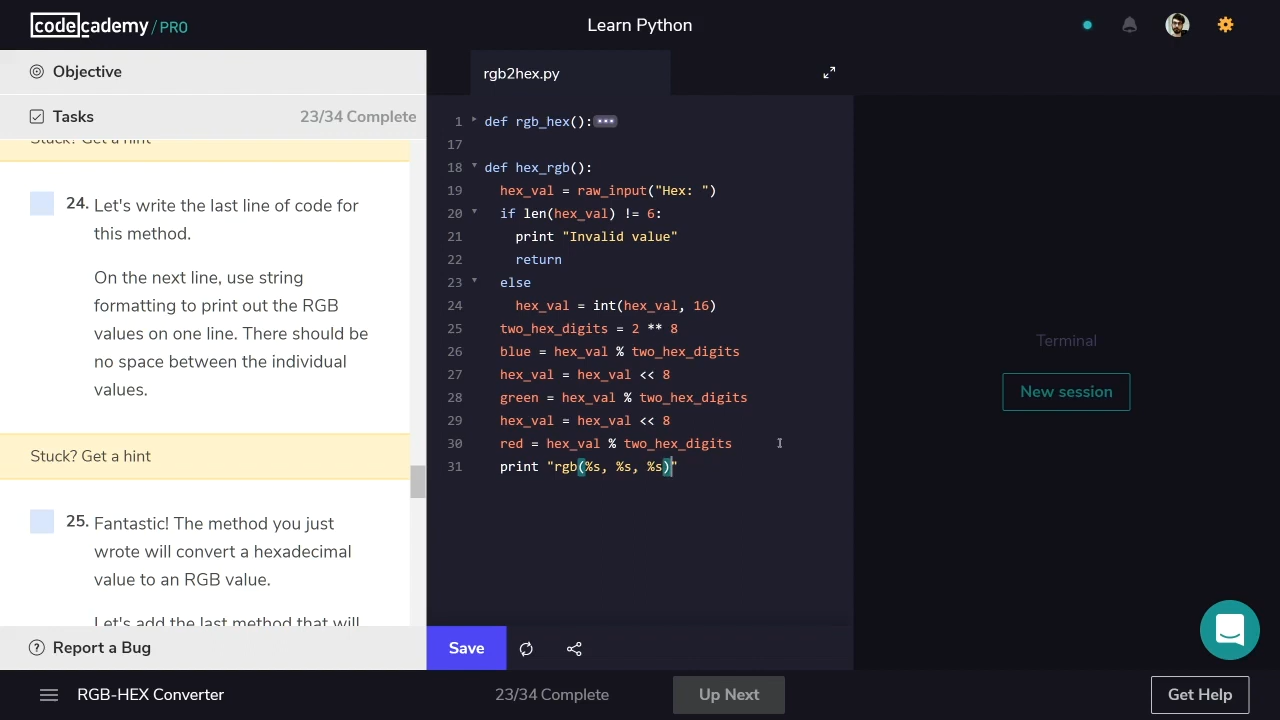 codecademy/PRO
Learn Python
Objective
Tasks
23/34 Complete
Stuck? Get a hint
24. Let's write the last line of code for
this method.
On the next line, use string
formatting to print out the RGB
values on one line. There should be
no space between the individual
values.
Stuck? Get a hint
25. Fantastic! The method you just
wrote will convert a hexadecimal
value to an RGB value.
Let's add the last method that will
Report a Bug
rgb2hex.py
1 def rgb_hex():
17
18 def hex_rgb():
19 hex_val = raw_input("Hex: ")
20 if len(hex_val) != 6:
21 print "Invalid value"
22 return
23 else
24 hex_val = int(hex_val, 16)
25 two_hex_digits = 2 ** 8
26 blue = hex_val % two_hex_digits
27 hex_val = hex_val << 8
28 green = hex_val % two_hex_digits
29 hex_val = hex_val << 8
30 red = hex_val % two_hex_digits
31 print "rgb(%s, %s, %s)"
Save
Terminal
New session
RGB-HEX Converter
23/34 Complete
Up Next
Get Help